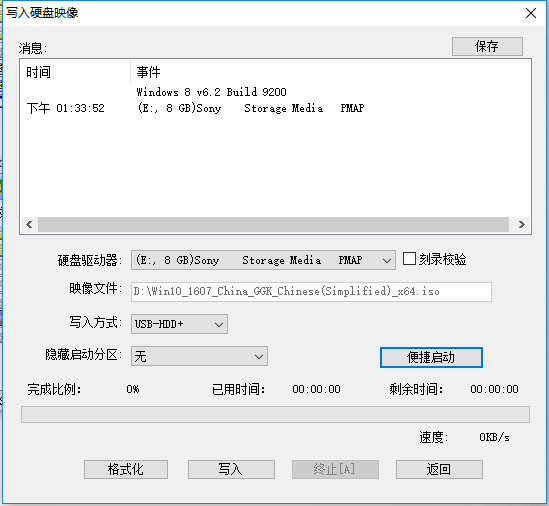 写入硬盘映像
消息:
保存
时间 事件
Windows 8 v6.2 Build 9200
下午 01:33:52 (E:, 8 GB)Sony Storage Media PMAP
硬盘驱动器: (E:, 8 GB)Sony Storage Media PMAP 刻录校验
映像文件: D:\Win10_1607_China_GGK_Chinese(Simplified)_x64.iso
写入方式: USB-HDD+
隐藏启动分区: 无 便捷启动
完成比例: 0% 已用时间: 00:00:00 剩余时间: 00:00:00
速度: 0KB/s
格式化 写入 终止[A] 返回